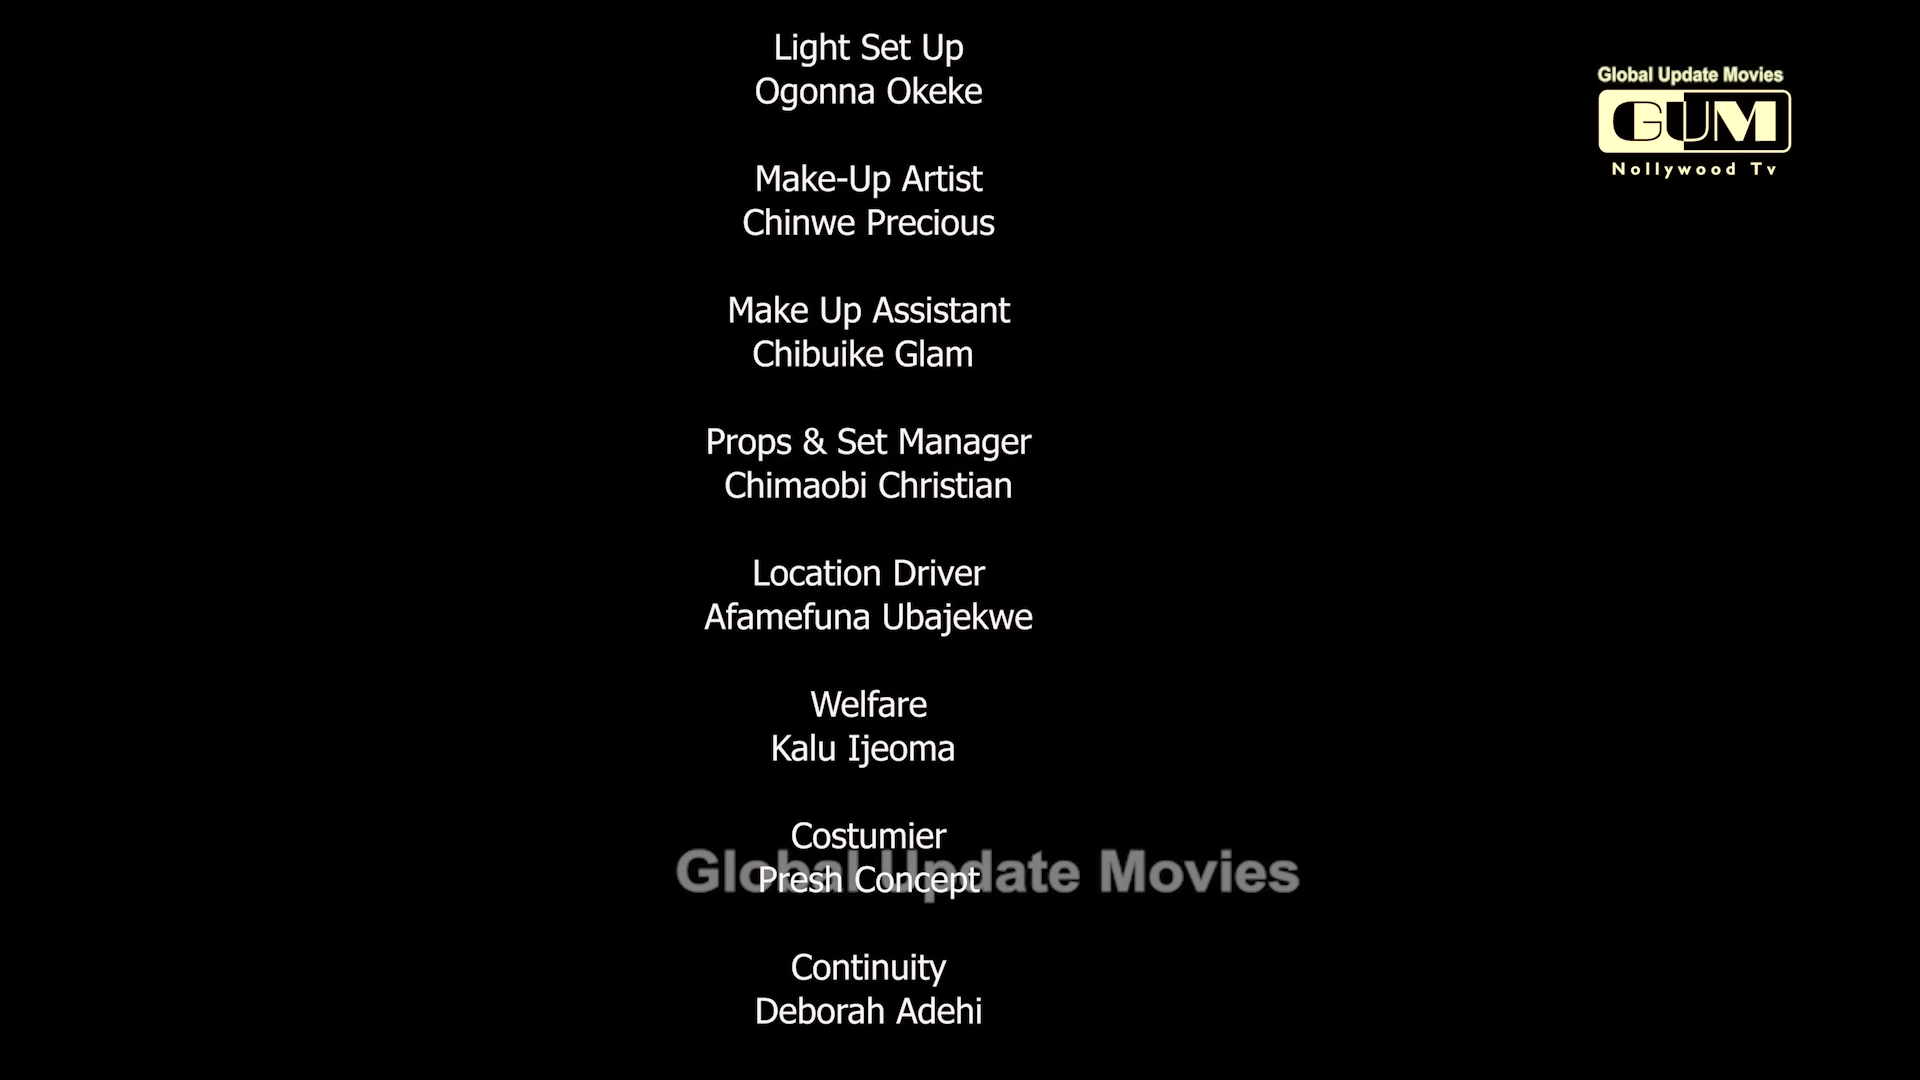 Light Set Up
Ogonna Okeke
Global Update Movies
GUM
Nollywood Tv
Make-Up Artist
Chinwe Precious
Make Up Assistant
Chibuike Glam
Props & Set Manager
Chimaobi Christian
Location Driver
Afamefuna Ubajekwe
Welfare
Kalu Ijeoma
Costumier
Global Update Movies
Presh Concept
Continuity
Deborah Adehi